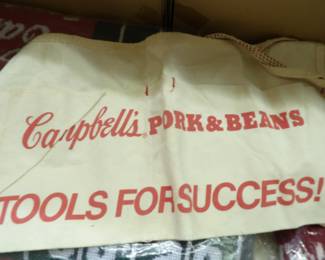 Campbell's PORK & BEANS
TOOLS FOR SUCCESS!